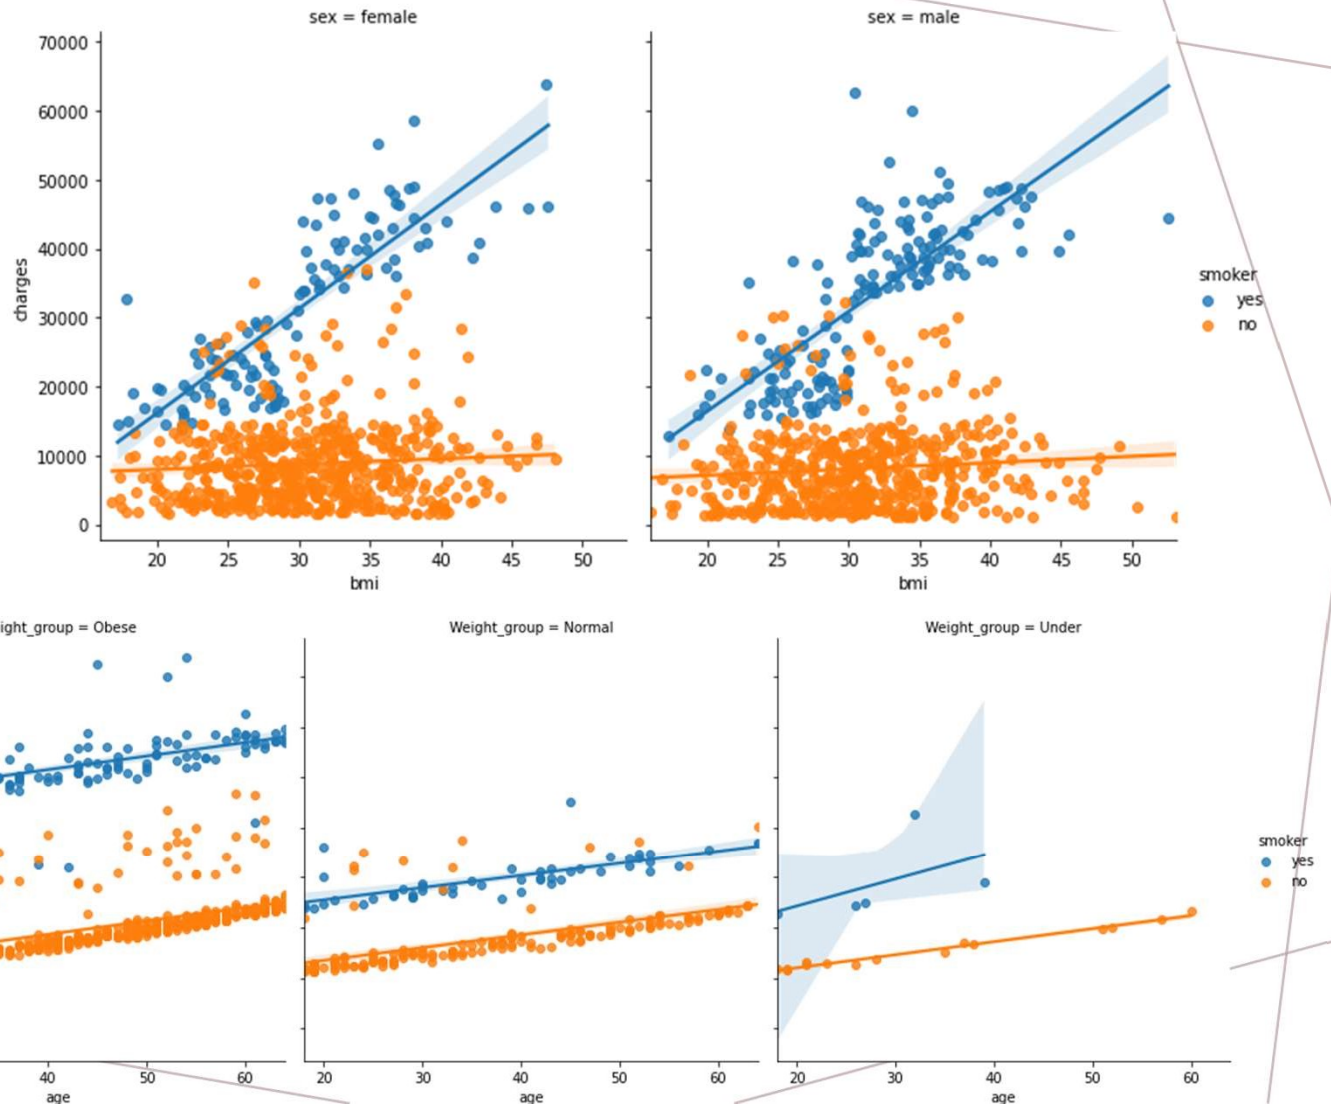 sex = female
sex = male
70000
60000
50000
40000
30000
20000
10000
0
charges
20 25 30 35 40 45 50
bmi
20 25 30 35 40 45 50
bmi
smoker
yes
no
ight_group = Obese
Weight_group = Normal
Weight_group = Under
40 50 60
age
20 30 40 50 60
age
20 30 40 50 60
age
smoker
yes
no